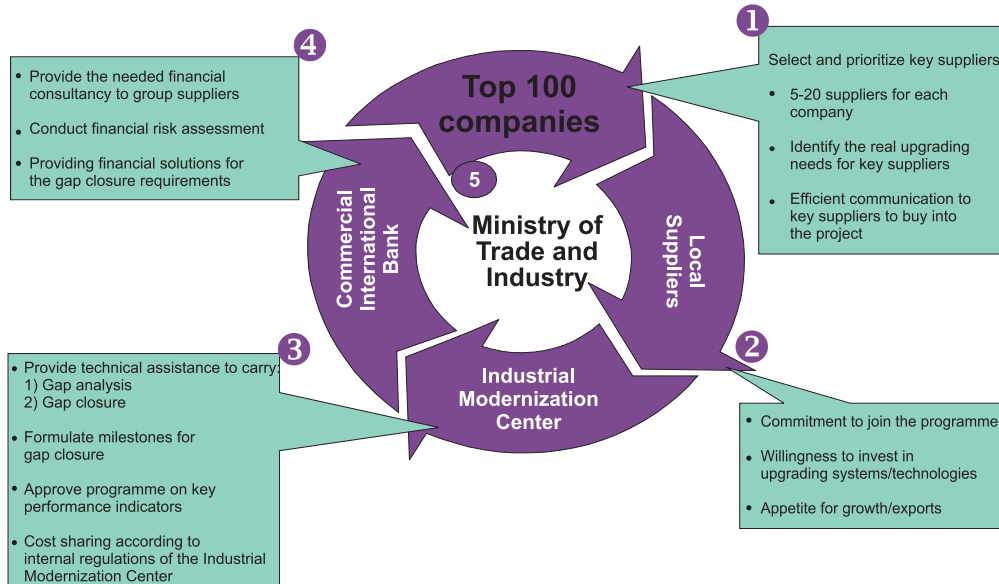 1
Select and prioritize key suppliers
• 5-20 suppliers for each
company
• Identify the real upgrading
needs for key suppliers
• Efficient communication to
key suppliers to buy into
the project
2
• Commitment to join the programme
• Willingness to invest in
upgrading systems/technologies
• Appetite for growth/exports
3
• Provide technical assistance to carry:
1) Gap analysis
2) Gap closure
• Formulate milestones for
gap closure
• Approve programme on key
performance indicators
• Cost sharing according to
internal regulations of the Industrial
Modernization Center
4
• Provide the needed financial
consultancy to group suppliers
• Conduct financial risk assessment
• Providing financial solutions for
the gap closure requirements
Top 100
companies
Local
Suppliers
Industrial
Modernization
Center
Commercial
International
Bank
5
Ministry of
Trade and
Industry